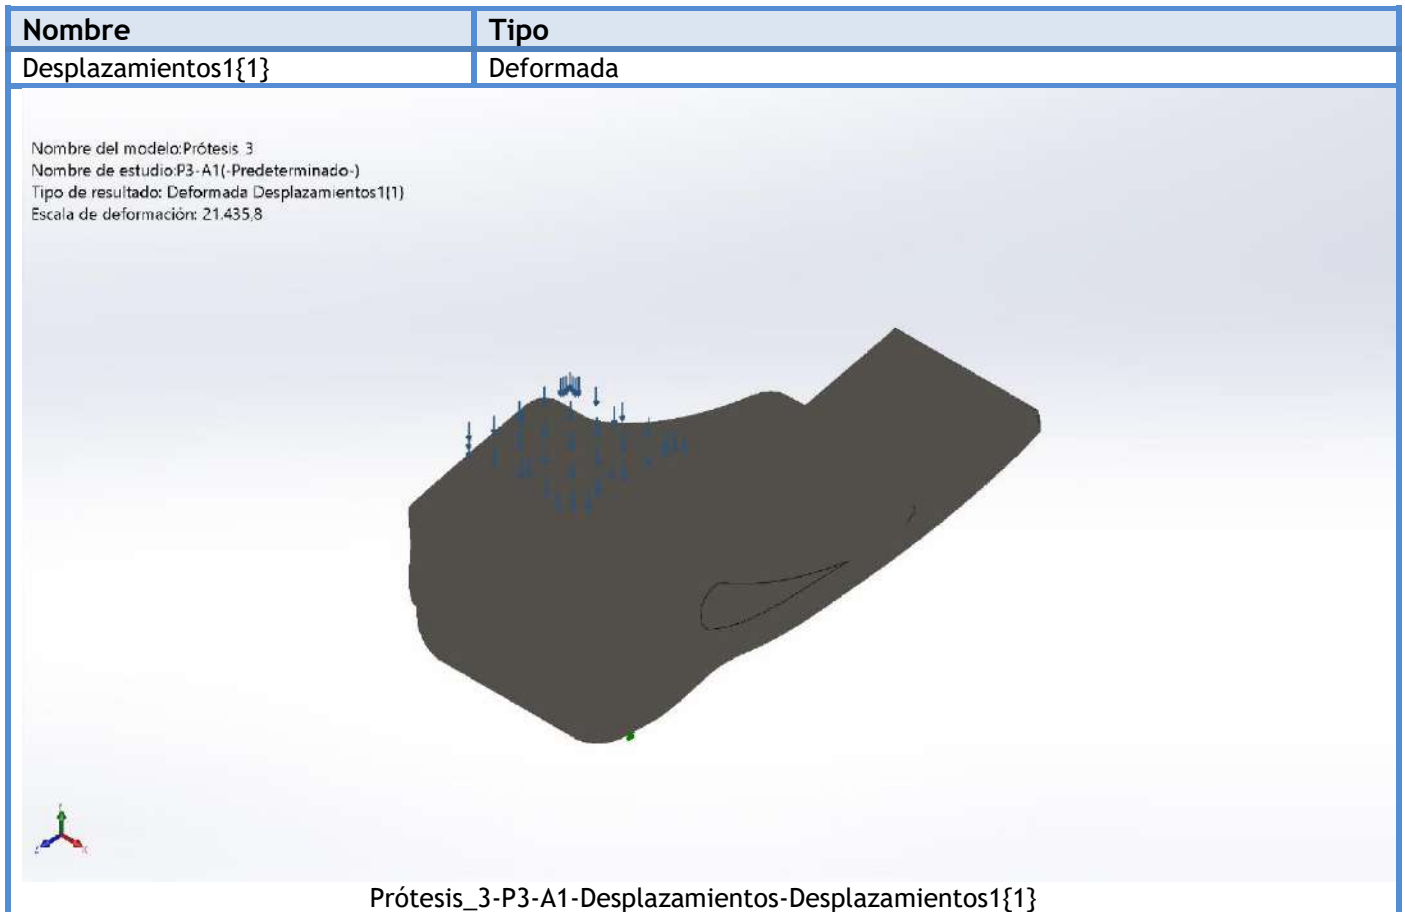 Nombre Tipo
Desplazamientos1{1} Deformada
Nombre del modelo:Prótesis 3
Nombre de estudio:P3-A1(-Predeterminado-)
Tipo de resultado: Deformada Desplazamientos1{1}
Escala de deformación: 21.435,8
Prótesis_3-P3-A1-Desplazamientos-Desplazamientos1{1}